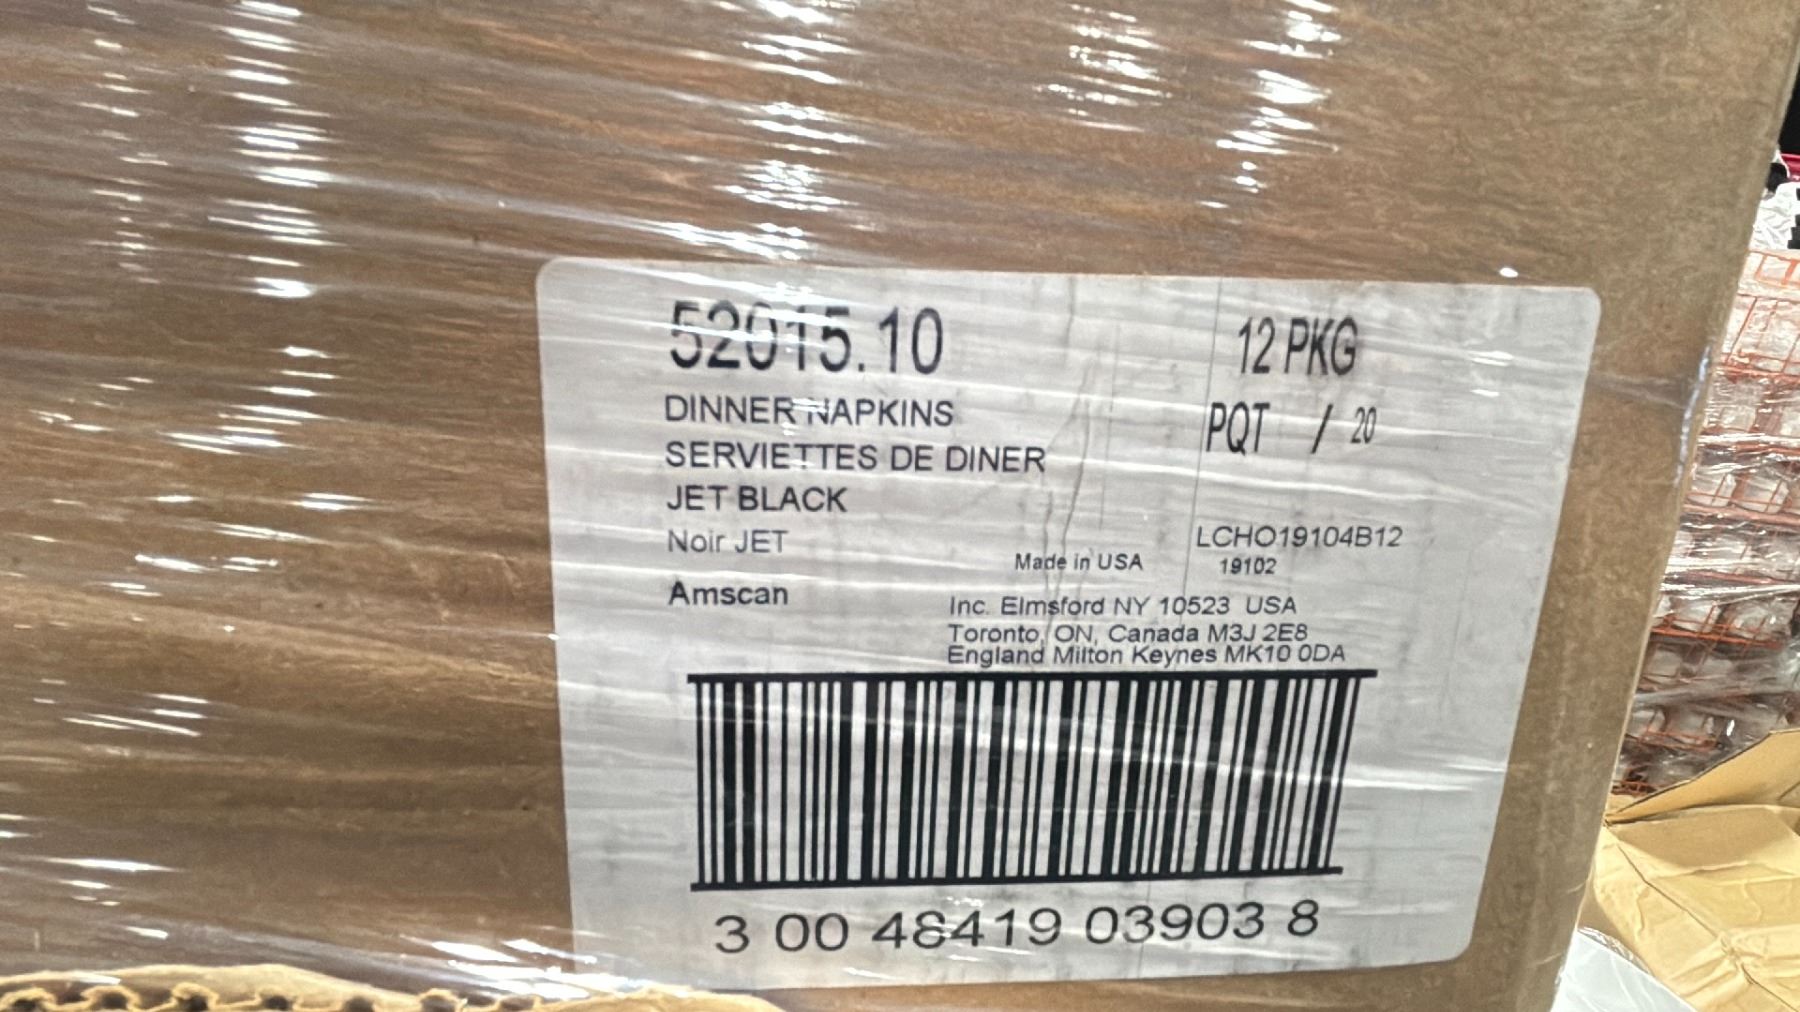 52015.10
12 PKG
DINNER NAPKINS
PQT / 20
SERVIETTES DE DINER
JET BLACK
Noir JET
LCHO19104B12
Made in USA
19102
Amscan
Inc. Elmsford NY 10523 USA
Toronto, ON, Canada M3J 2E8
England Milton Keynes MK10 0DA
3 00 48419 03903 8